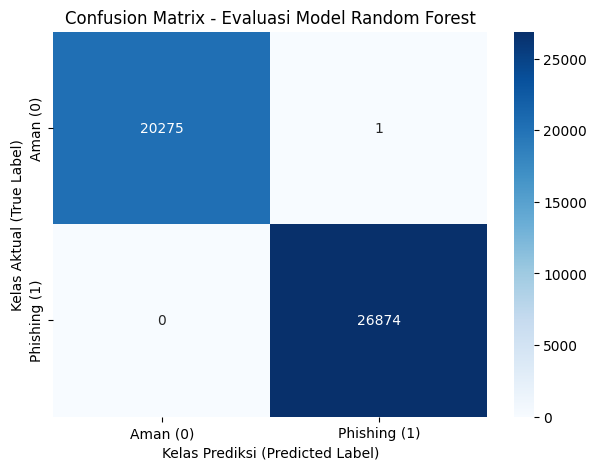 Confusion Matrix - Evaluasi Model Random Forest
Kelas Aktual (True Label)
Aman (0)
20275
1
Phishing (1)
0
26874
Aman (0)
Phishing (1)
Kelas Prediksi (Predicted Label)
25000
20000
15000
10000
5000
0